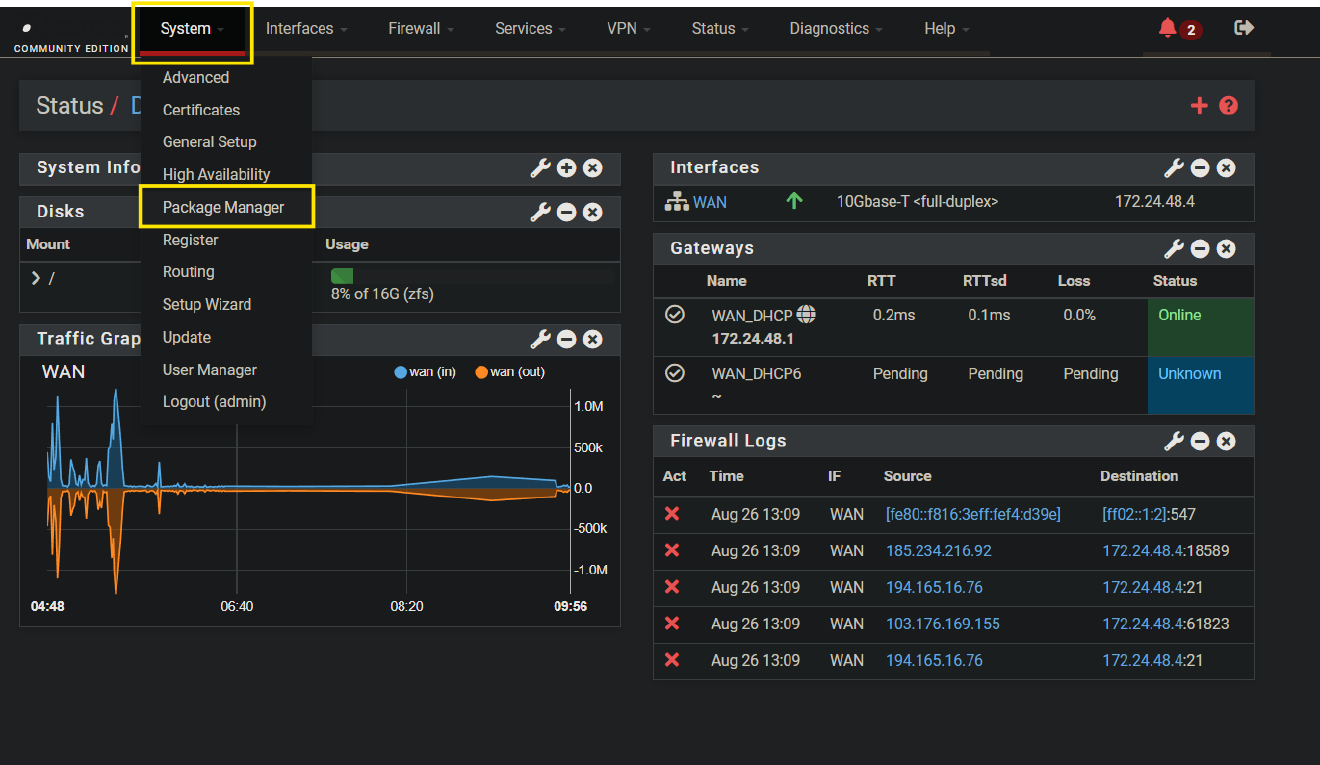 System Interfaces Firewall Services VPN Status Diagnostics Help 2
COMMUNITY EDITION
Advanced
Certificates
General Setup
High Availability
Package Manager
Register
Routing
Setup Wizard
Update
User Manager
Logout (admin)
Status / D
System Info
Disks
Mount Usage
/
8% of 16G (zfs)
Traffic Grap
WAN wan (in) wan (out)
1.0M
500k
0.0
-500k
-1.0M
04:48 06:40 08:20 09:56
Interfaces
WAN 10Gbase-T <full-duplex> 172.24.48.4
Gateways
Name RTT RTTsd Loss Status
WAN_DHCP 0.2ms 0.1ms 0.0% Online
172.24.48.1
WAN_DHCP6 Pending Pending Pending Unknown
~
Firewall Logs
Act Time IF Source Destination
Aug 26 13:09 WAN [fe80::f816:3eff:fef4:d39e] [ff02::1:2]:547
Aug 26 13:09 WAN 185.234.216.92 172.24.48.4:18589
Aug 26 13:09 WAN 194.165.16.76 172.24.48.4:21
Aug 26 13:09 WAN 103.176.169.155 172.24.48.4:61823
Aug 26 13:09 WAN 194.165.16.76 172.24.48.4:21